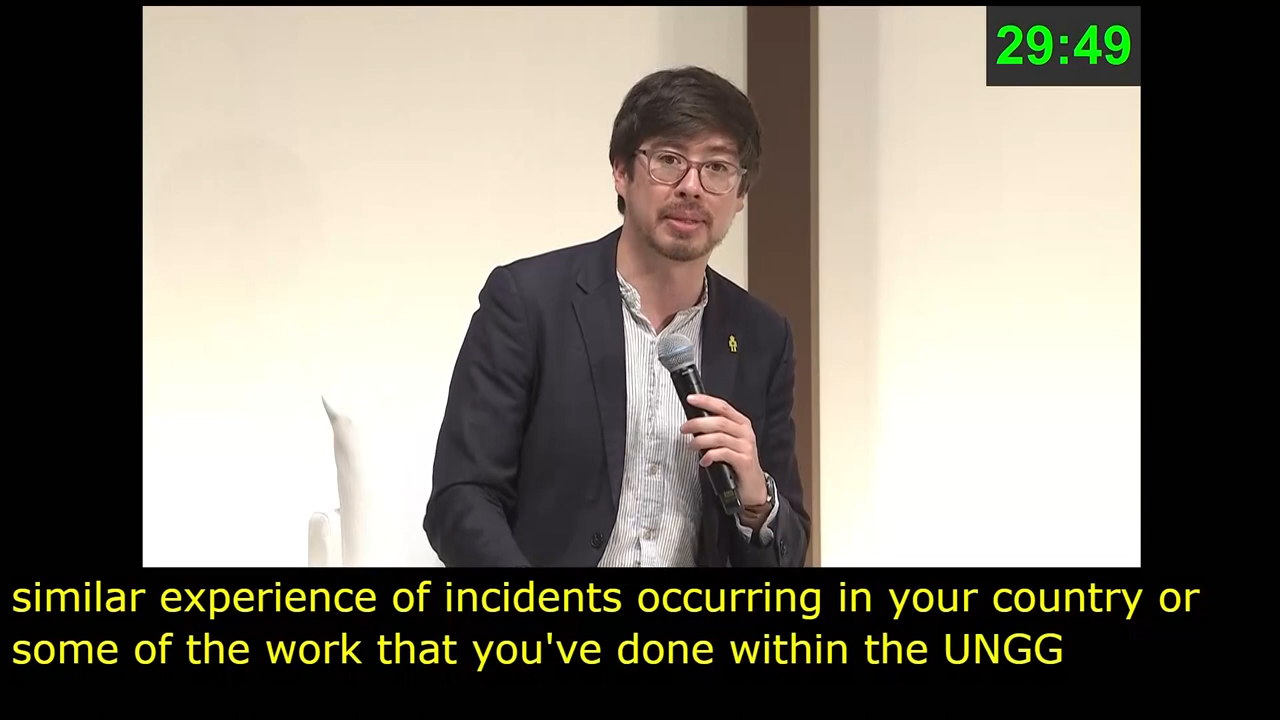 29:49
similar experience of incidents occurring in your country or
some of the work that you've done within the UNGG